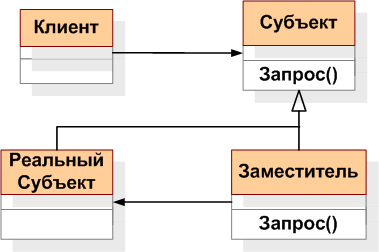 Клиент
Субъект
Запрос()
Реальный
Субъект
Заместитель
Запрос()